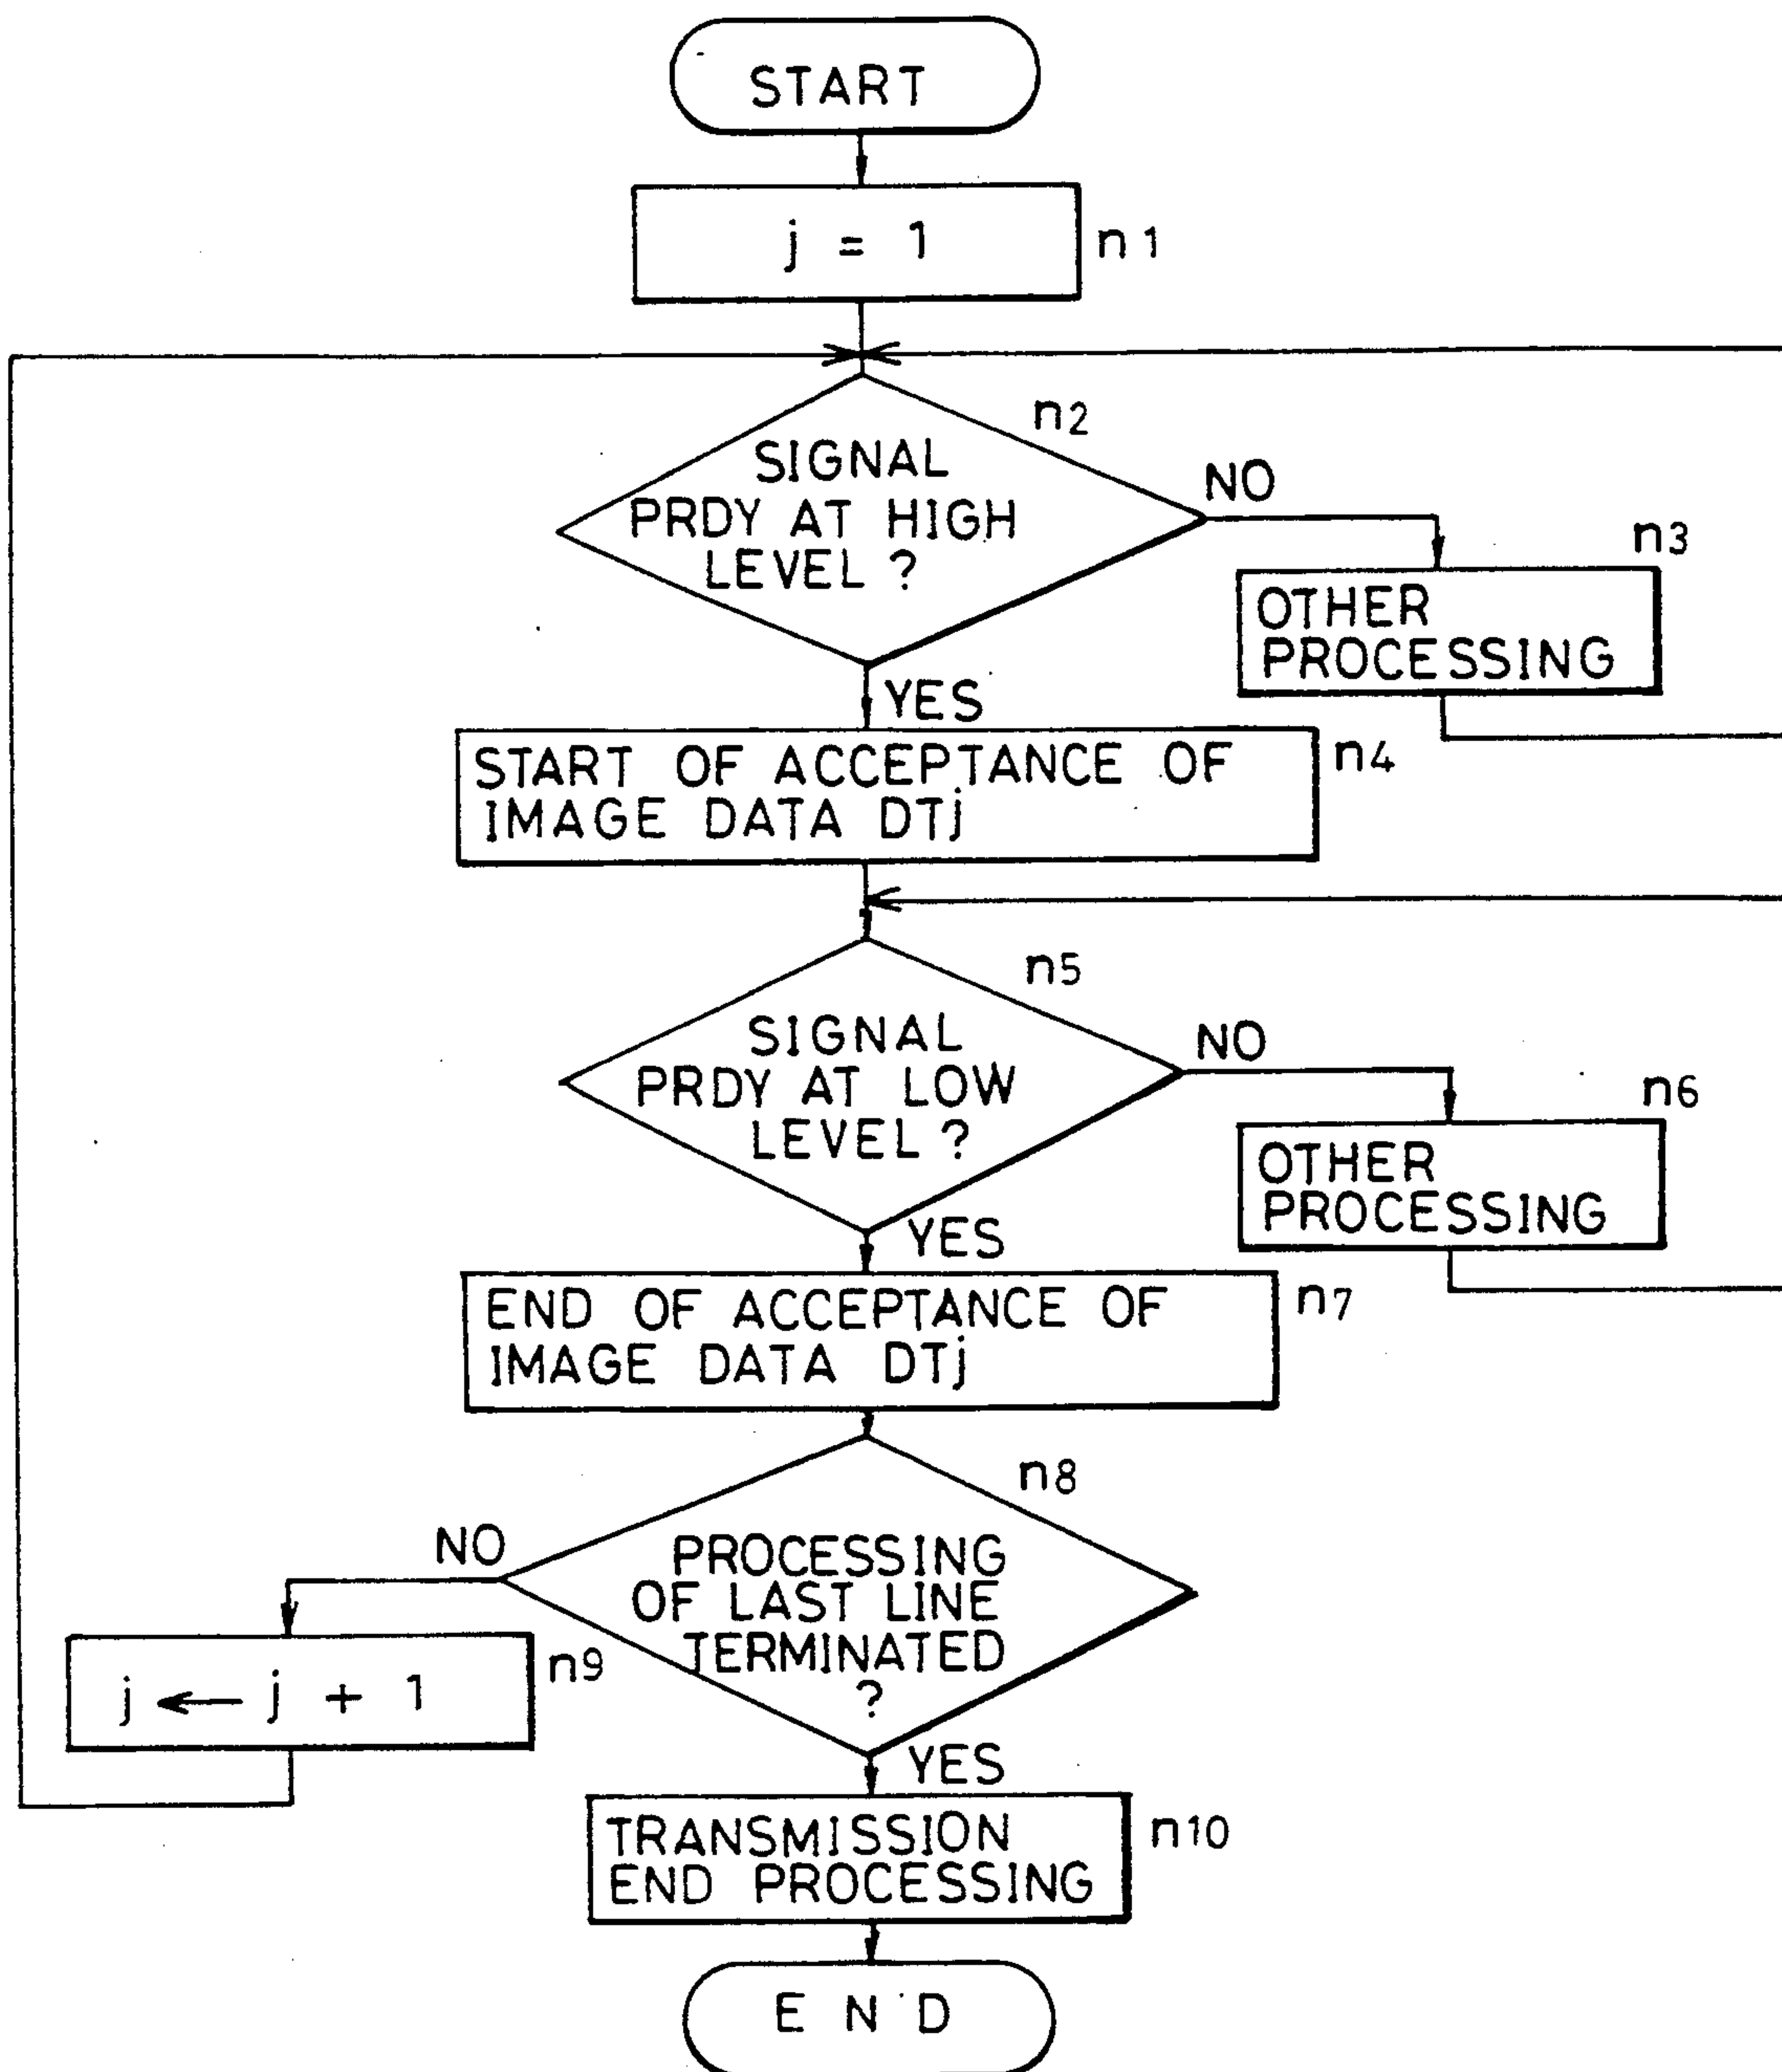 START
j = 1
n1
n2
SIGNAL
PRDY AT HIGH
LEVEL ?
NO
n3
OTHER
PROCESSING
YES
START OF ACCEPTANCE OF
IMAGE DATA DTj
n4
n5
SIGNAL
PRDY AT LOW
LEVEL ?
NO
n6
OTHER
PROCESSING
YES
END OF ACCEPTANCE OF
IMAGE DATA DTj
n7
n8
PROCESSING
OF LAST LINE
TERMINATED
?
NO
n9
j ← j + 1
YES
TRANSMISSION
END PROCESSING
n10
END